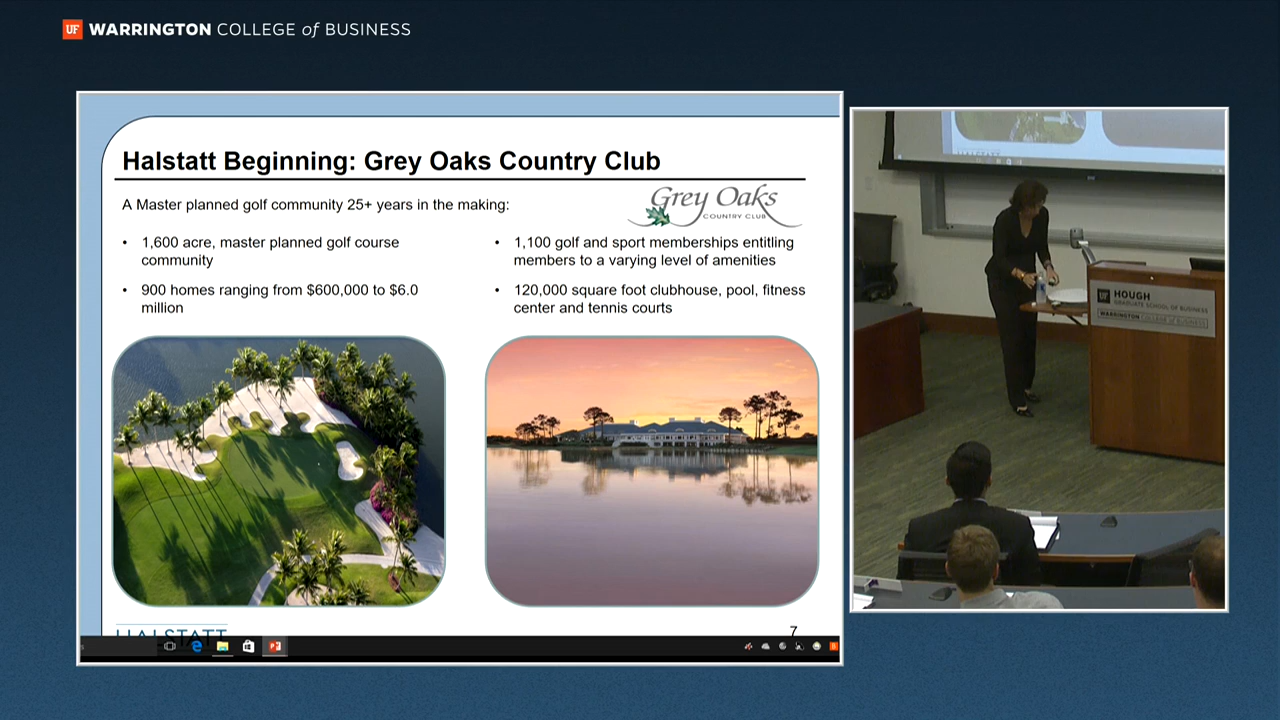 UF WARRINGTON COLLEGE of BUSINESS
Halstatt Beginning: Grey Oaks Country Club
A Master planned golf community 25+ years in the making:
Grey Oaks
COUNTRY CLUB
• 1,600 acre, master planned golf course
community
• 900 homes ranging from $600,000 to $6.0
million
• 1,100 golf and sport memberships entitling
members to a varying level of amenities
• 120,000 square foot clubhouse, pool, fitness
center and tennis courts
HALSTATT
7
UF HOUGH
GRADUATE SCHOOL OF BUSINESS
WARRINGTON COLLEGE OF BUSINESS